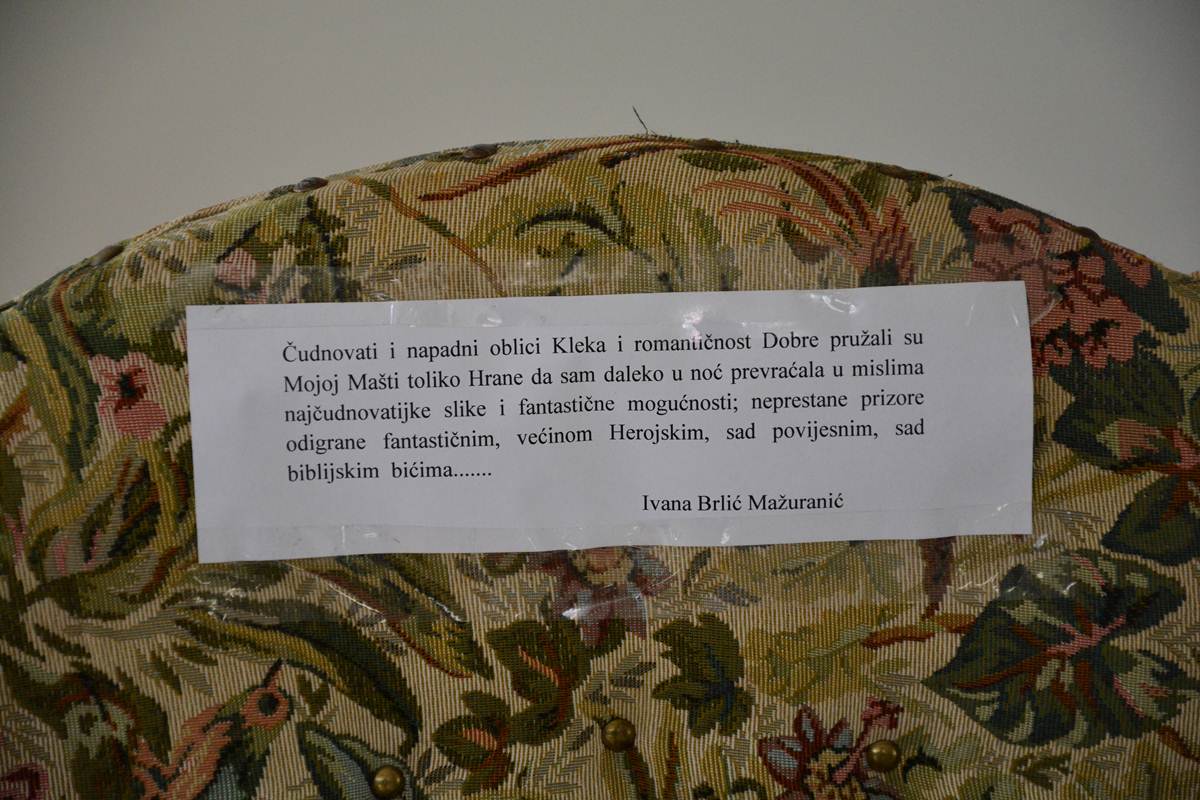 Čudnovati i napadni oblici Kleka i romantičnost Dobre pružali su
Mojoj Mašti toliko Hrane da sam daleko u noć prevraćala u mislima
najčudnovatijke slike i fantastične mogućnosti; neprestane prizore
odigrane fantastičnim, većinom Herojskim, sad povijesnim, sad
biblijskim bićima.......
Ivana Brlić Mažuranić